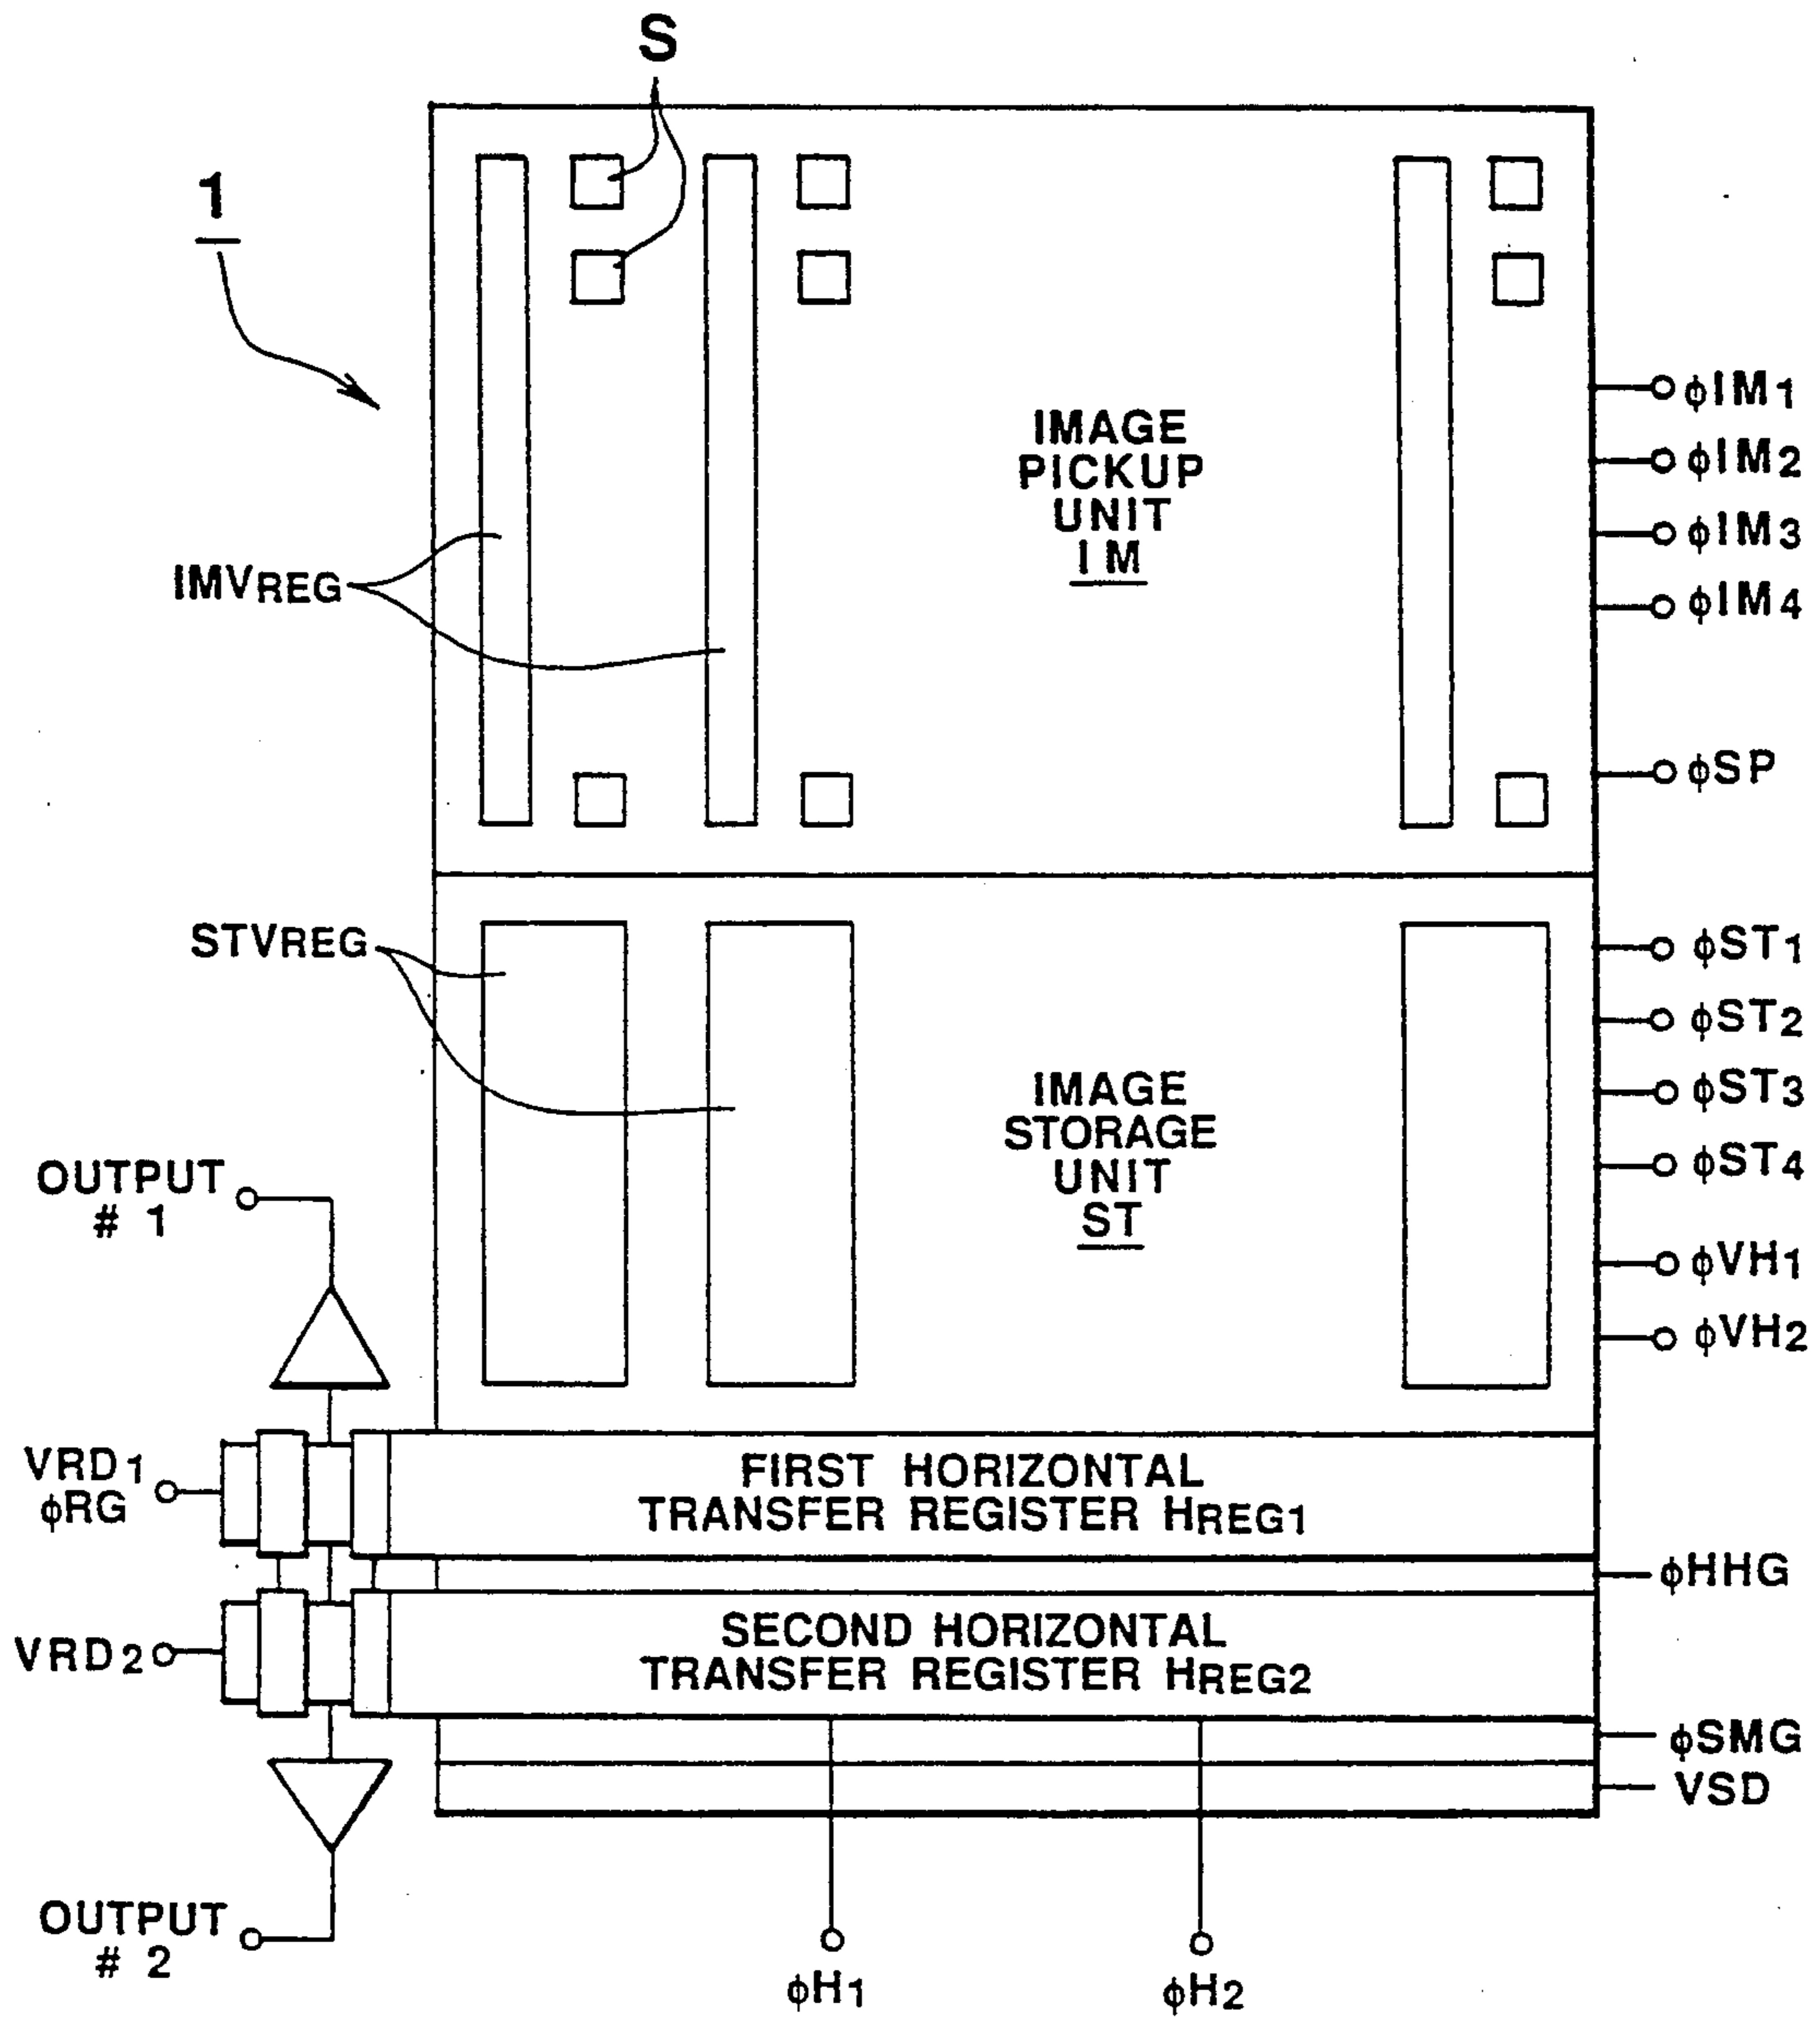 S
1
IMAGE
PICKUP
UNIT
IM
φIM1
φIM2
φIM3
φIM4
IMVREG
φSP
STVREG
φST1
φST2
φST3
φST4
IMAGE
STORAGE
UNIT
ST
OUTPUT
# 1
φVH1
φVH2
VRD1
φRG
FIRST HORIZONTAL
TRANSFER REGISTER HREG1
φHHG
VRD2
SECOND HORIZONTAL
TRANSFER REGISTER HREG2
φSMG
VSD
OUTPUT
# 2
φH1
φH2